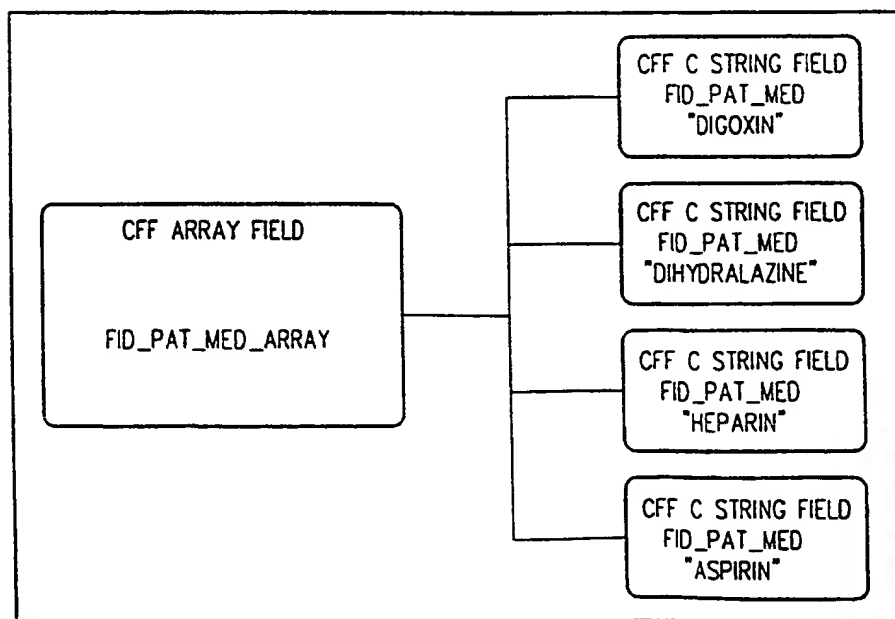 CFF ARRAY FIELD
FID_PAT_MED_ARRAY
CFF C STRING FIELD
FID_PAT_MED
"DIGOXIN"
CFF C STRING FIELD
FID_PAT_MED
"DIHYDRALAZINE"
CFF C STRING FIELD
FID_PAT_MED
"HEPARIN"
CFF C STRING FIELD
FID_PAT_MED
"ASPIRIN"